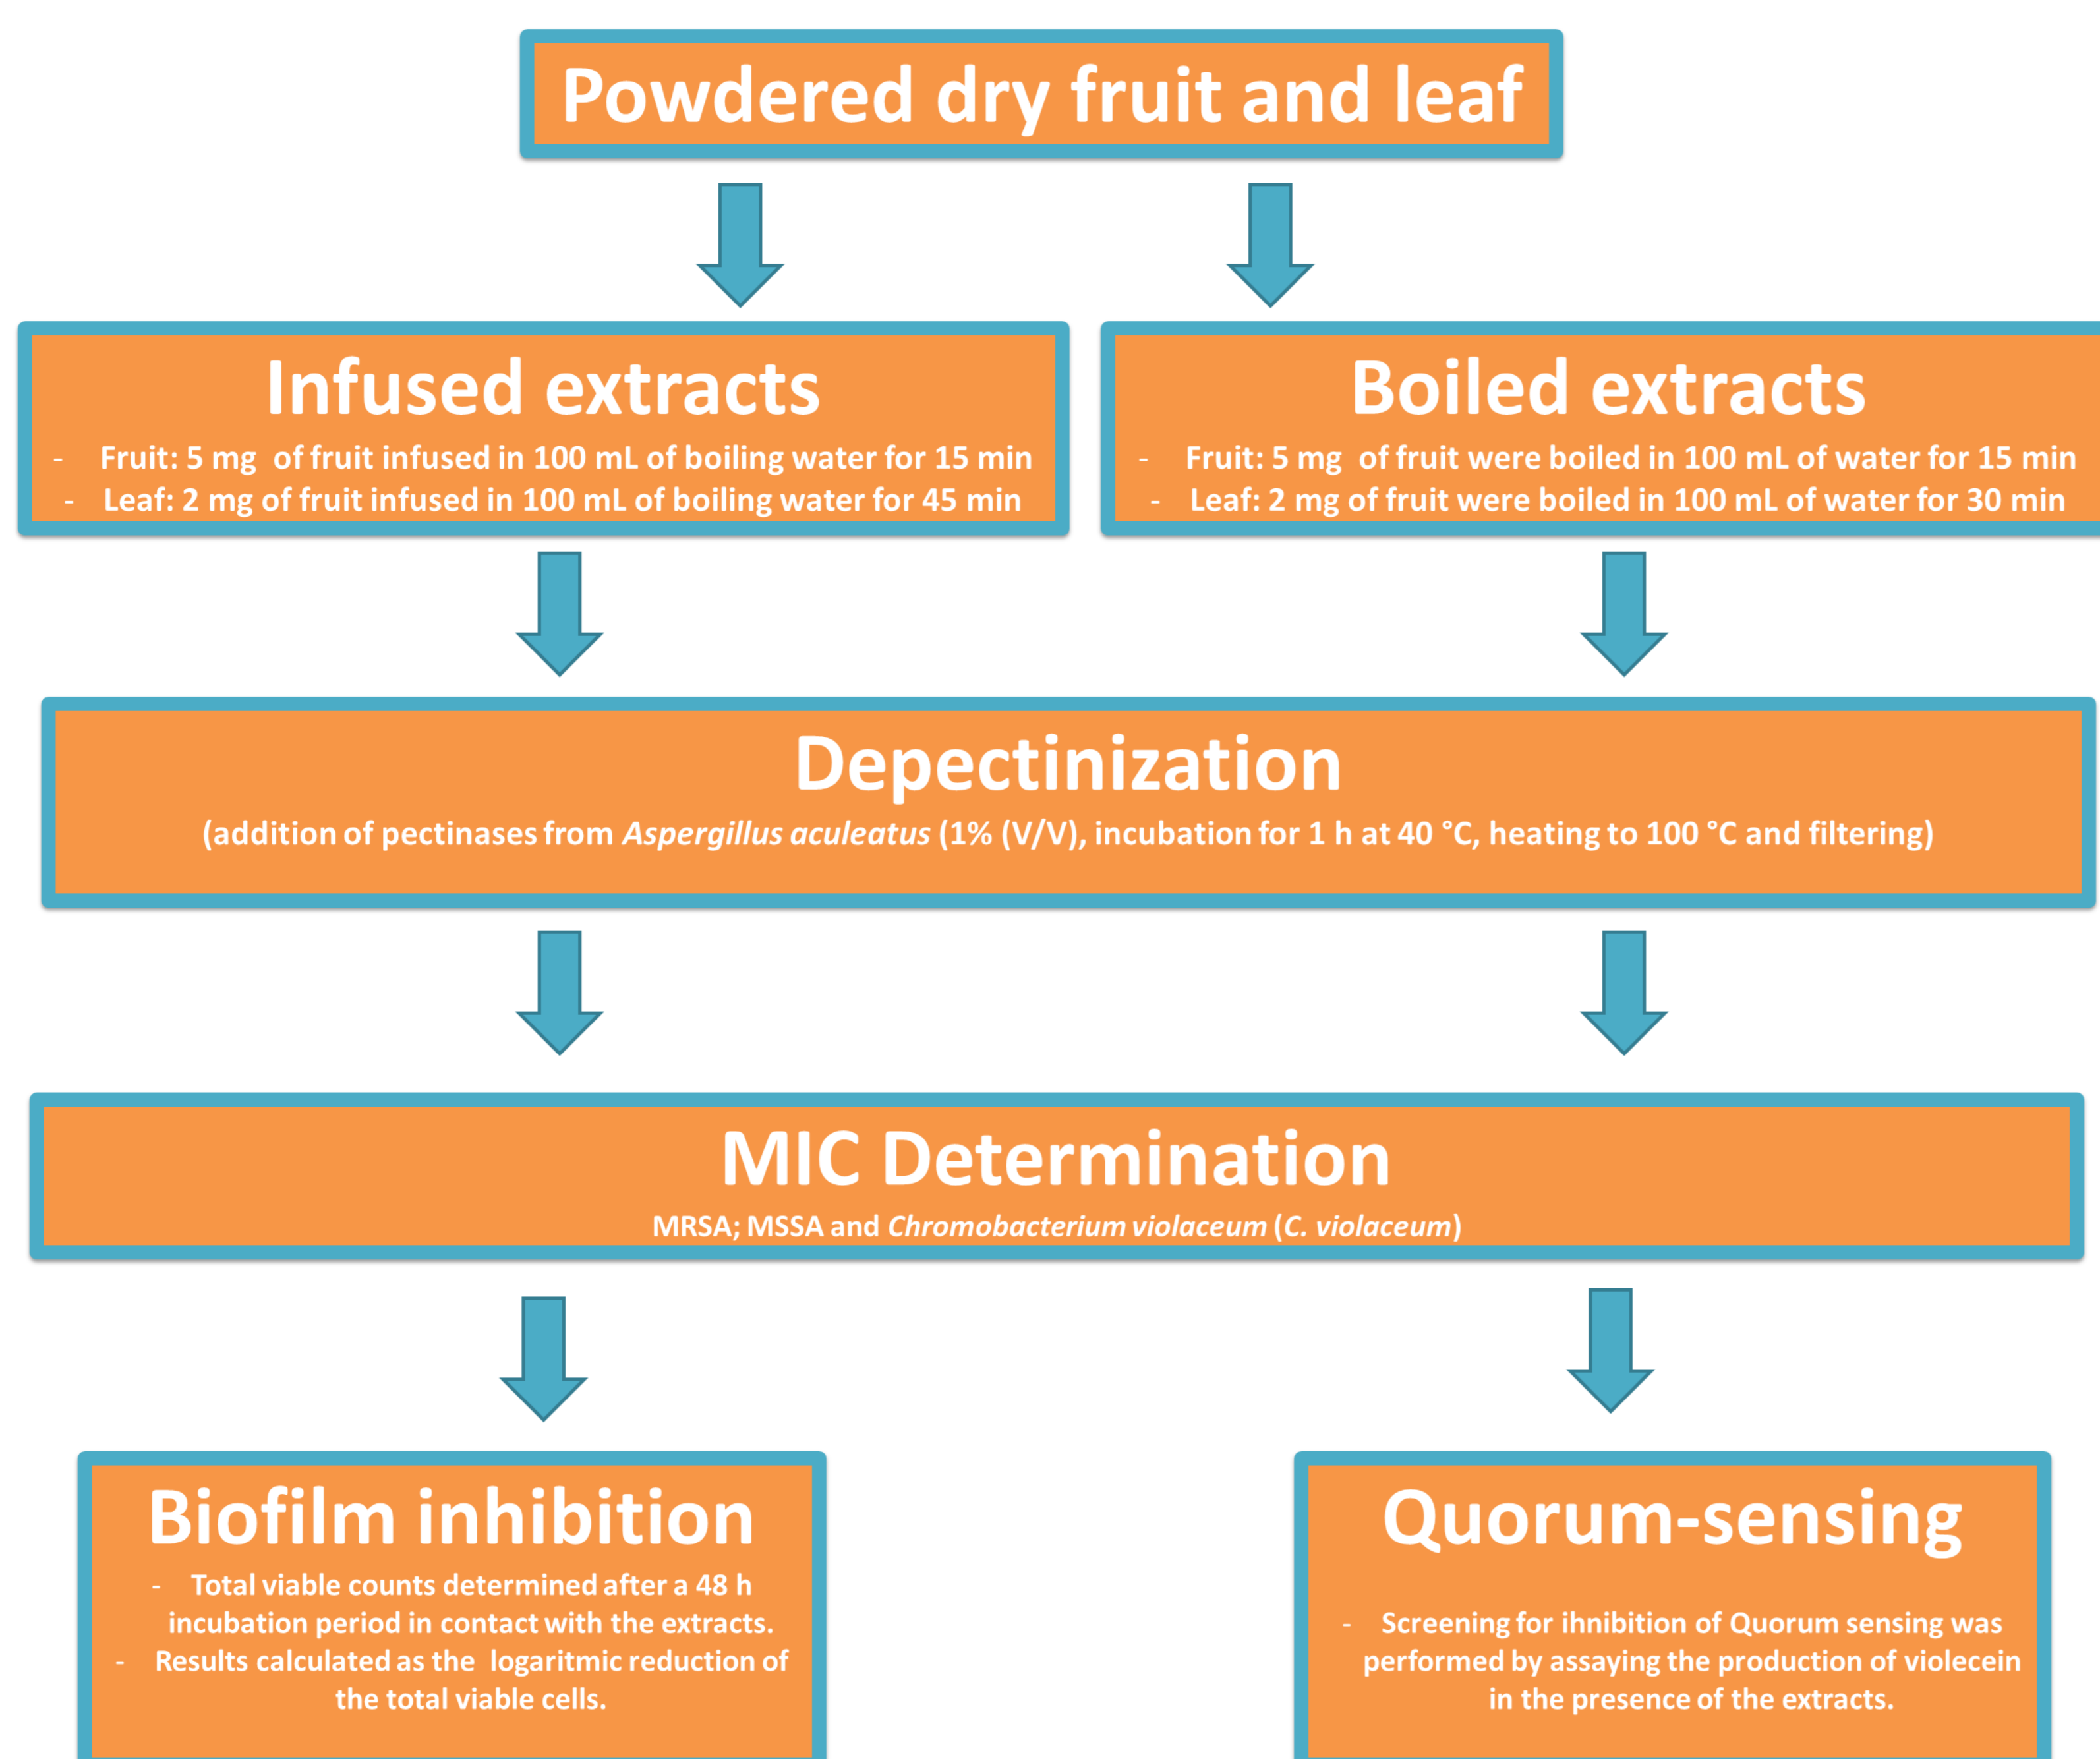 Powdered dry fruit and leaf
Infused extracts
- Fruit: 5 mg of fruit infused in 100 mL of boiling water for 15 min
- Leaf: 2 mg of fruit infused in 100 mL of boiling water for 45 min
Boiled extracts
- Fruit: 5 mg of fruit were boiled in 100 mL of water for 15 min
- Leaf: 2 mg of fruit were boiled in 100 mL of water for 30 min
Depectinization
(addition of pectinases from Aspergillus aculeatus (1% (V/V), incubation for 1 h at 40 °C, heating to 100 °C and filtering)
MIC Determination
MRSA; MSSA and Chromobacterium violaceum (C. violaceum)
Biofilm inhibition
- Total viable counts determined after a 48 h
incubation period in contact with the extracts.
- Results calculated as the logaritmic reduction of
the total viable cells.
Quorum-sensing
- Screening for ihnibition of Quorum sensing was
performed by assaying the production of violecein
in the presence of the extracts.